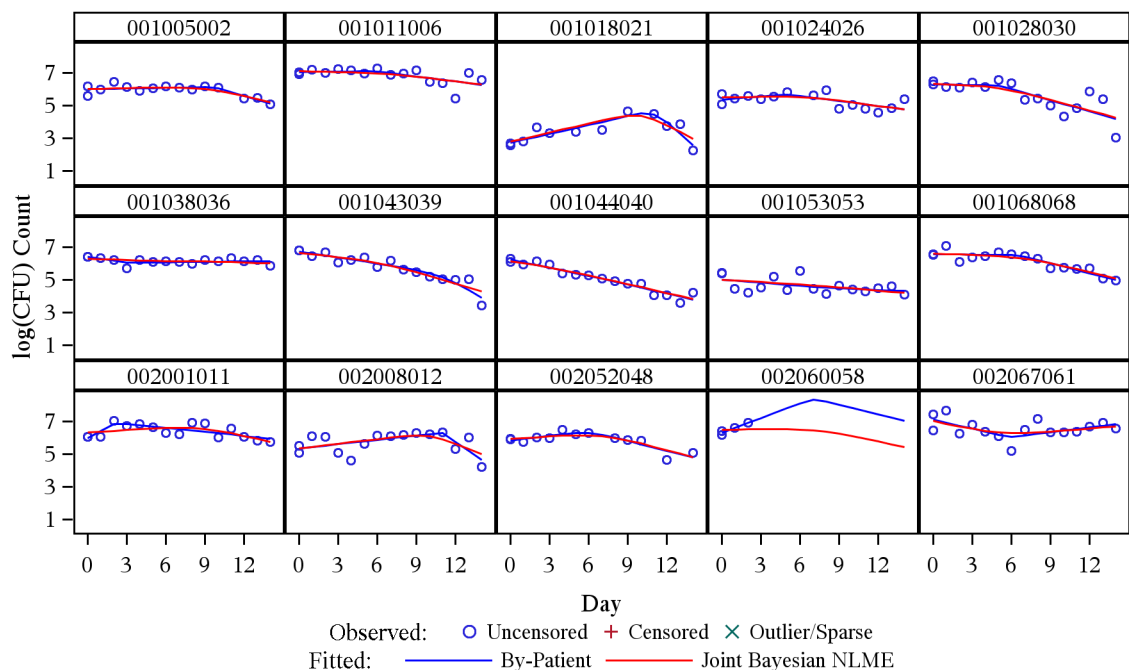 001005002 001011006 001018021 001024026 001028030
7
5
3
1
001038036 001043039 001044040 001053053 001068068
7
5
3
1
002001011 002008012 002052048 002060058 002067061
7
5
3
1
log(CFU) Count
0 3 6 9 12 0 3 6 9 12 0 3 6 9 12 0 3 6 9 12 0 3 6 9 12
Day
Observed: Uncensored Censored Outlier/Sparse
Fitted: By-Patient Joint Bayesian NLME